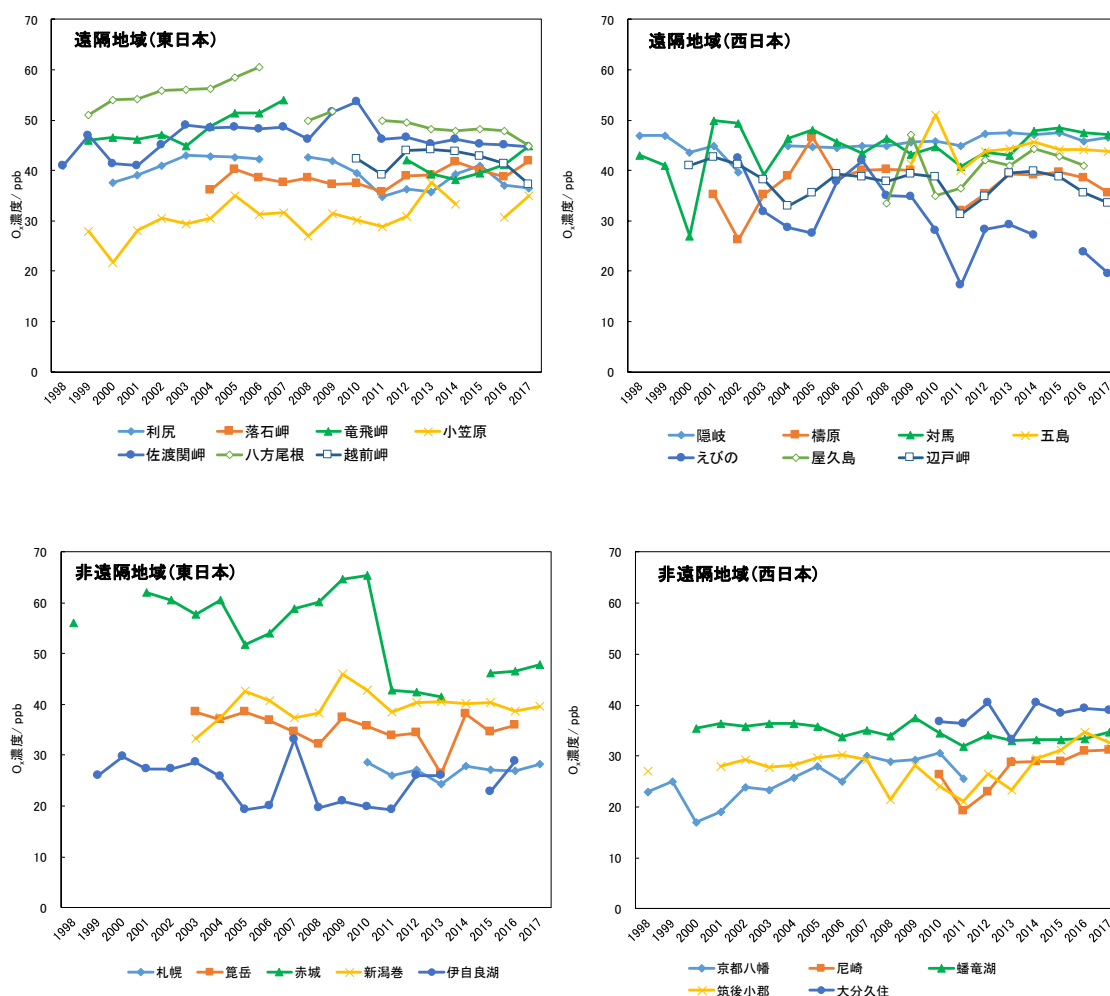 遠隔地域(東日本)
70
60
50
40
30
20
10
0
Ox濃度/ ppb
1998 1999 2000 2001 2002 2003 2004 2005 2006 2007 2008 2009 2010 2011 2012 2013 2014 2015 2016 2017
利尻 落石岬 竜飛岬 小笠原
佐渡関岬 八方尾根 越前岬
遠隔地域(西日本)
70
60
50
40
30
20
10
0
Ox濃度/ ppb
1998 1999 2000 2001 2002 2003 2004 2005 2006 2007 2008 2009 2010 2011 2012 2013 2014 2015 2016 2017
隠岐 檮原 対馬 五島
えびの 屋久島 辺戸岬
非遠隔地域(東日本)
70
60
50
40
30
20
10
0
Ox濃度/ ppb
1998 1999 2000 2001 2002 2003 2004 2005 2006 2007 2008 2009 2010 2011 2012 2013 2014 2015 2016 2017
札幌 箟岳 赤城 新潟巻 伊自良湖
非遠隔地域(西日本)
70
60
50
40
30
20
10
0
Ox濃度/ ppb
1998 1999 2000 2001 2002 2003 2004 2005 2006 2007 2008 2009 2010 2011 2012 2013 2014 2015 2016 2017
京都八幡 尼崎 蟠竜湖
筑後小郡 大分久住